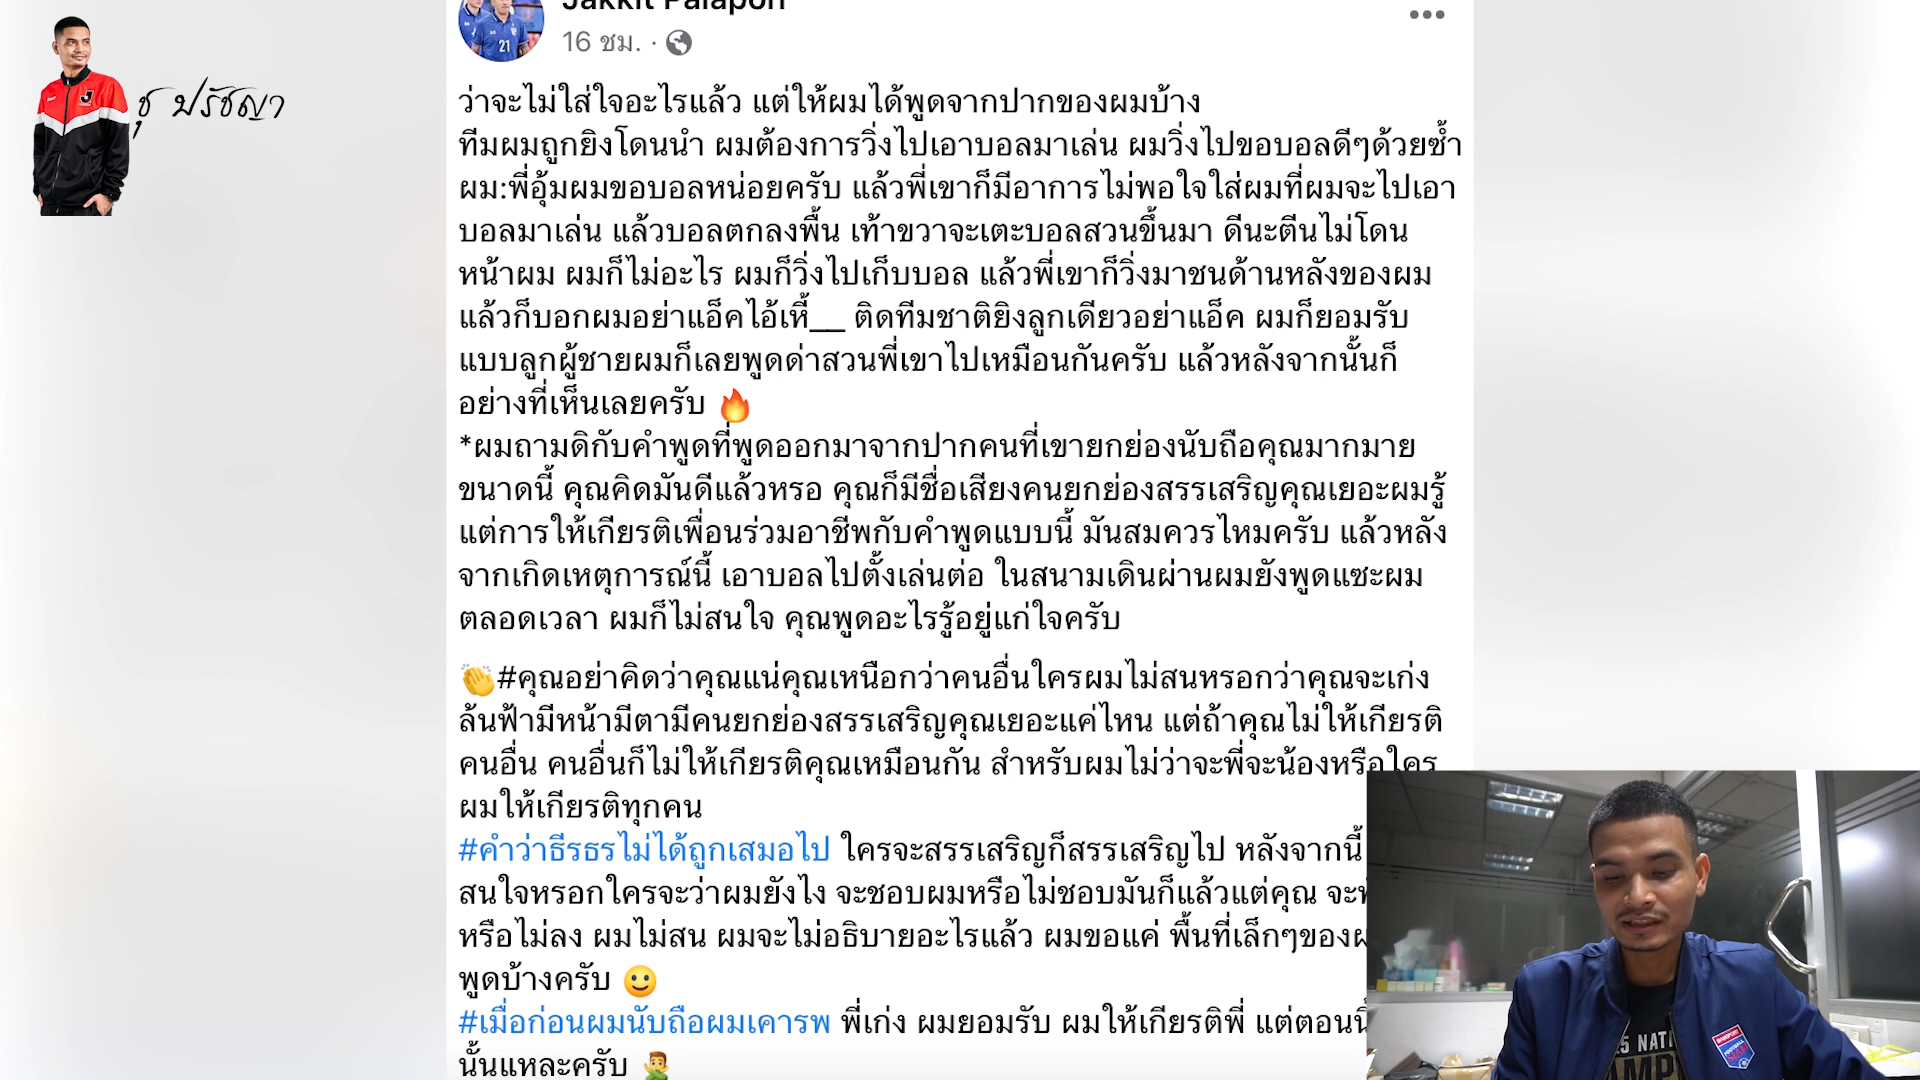 Jakkit Palapon
16 ชม. ·
ชุ ปรัชญา
ว่าจะไม่ใส่ใจอะไรแล้ว แต่ให้ผมได้พูดจากปากของผมบ้าง
ทีมผมถูกยิงโดนนำ ผมต้องการวิ่งไปเอาบอลมาเล่น ผมวิ่งไปขอบอลดีๆด้วยซ้ำ
ผม:พี่อุ้มผมขอบอลหน่อยครับ แล้วพี่เขาก็มีอาการไม่พอใจใส่ผมที่ผมจะไปเอา
บอลมาเล่น แล้วบอลตกลงพื้น เท้าขวาจะเตะบอลสวนขึ้นมา ดีนะตีนไม่โดน
หน้าผม ผมก็ไม่อะไร ผมก็วิ่งไปเก็บบอล แล้วพี่เขาก็วิ่งมาชนด้านหลังของผม
แล้วก็บอกผมอย่าแอ็คไอ้เหี้__ ติดทีมชาติยิงลูกเดียวอย่าแอ็ค ผมก็ยอมรับ
แบบลูกผู้ชายผมก็เลยพูดด่าสวนพี่เขาไปเหมือนกันครับ แล้วหลังจากนั้นก็
อย่างที่เห็นเลยครับ 🔥
*ผมถามดิกับคำพูดที่พูดออกมาจากปากคนที่เขายกย่องนับถือคุณมากมาย
ขนาดนี้ คุณคิดมันดีแล้วหรอ คุณก็มีชื่อเสียงคนยกย่องสรรเสริญคุณเยอะผมรู้
แต่การให้เกียรติเพื่อนร่วมอาชีพกับคำพูดแบบนี้ มันสมควรไหมครับ แล้วหลัง
จากเกิดเหตุการณ์นี้ เอาบอลไปตั้งเล่นต่อ ในสนามเดินผ่านผมยังพูดแซะผม
ตลอดเวลา ผมก็ไม่สนใจ คุณพูดอะไรรู้อยู่แก่ใจครับ
👏#คุณอย่าคิดว่าคุณแน่คุณเหนือกว่าคนอื่นใครผมไม่สนหรอกว่าคุณจะเก่ง
ล้นฟ้ามีหน้ามีตามีคนยกย่องสรรเสริญคุณเยอะแค่ไหน แต่ถ้าคุณไม่ให้เกียรติ
คนอื่น คนอื่นก็ไม่ให้เกียรติคุณเหมือนกัน สำหรับผมไม่ว่าจะพี่จะน้องหรือใคร
ผมให้เกียรติทุกคน
#คำว่าธีรธรไม่ได้ถูกเสมอไป ใครจะสรรเสริญก็สรรเสริญไป หลังจากนี้
สนใจหรอกใครจะว่าผมยังไง จะชอบผมหรือไม่ชอบมันก็แล้วแต่คุณ
หรือไม่ลง ผมไม่สน ผมจะไม่อธิบายอะไรแล้ว ผมขอแค่ พื้นที่เล็กๆของ
พูดบ้างครับ 🙂
#เมื่อก่อนผมนับถือผมเคารพ พี่เก่ง ผมยอมรับ ผมให้เกียรติพี่ แต่ตอนนี้
นั้นแหละครับ 🙇‍♂️
21